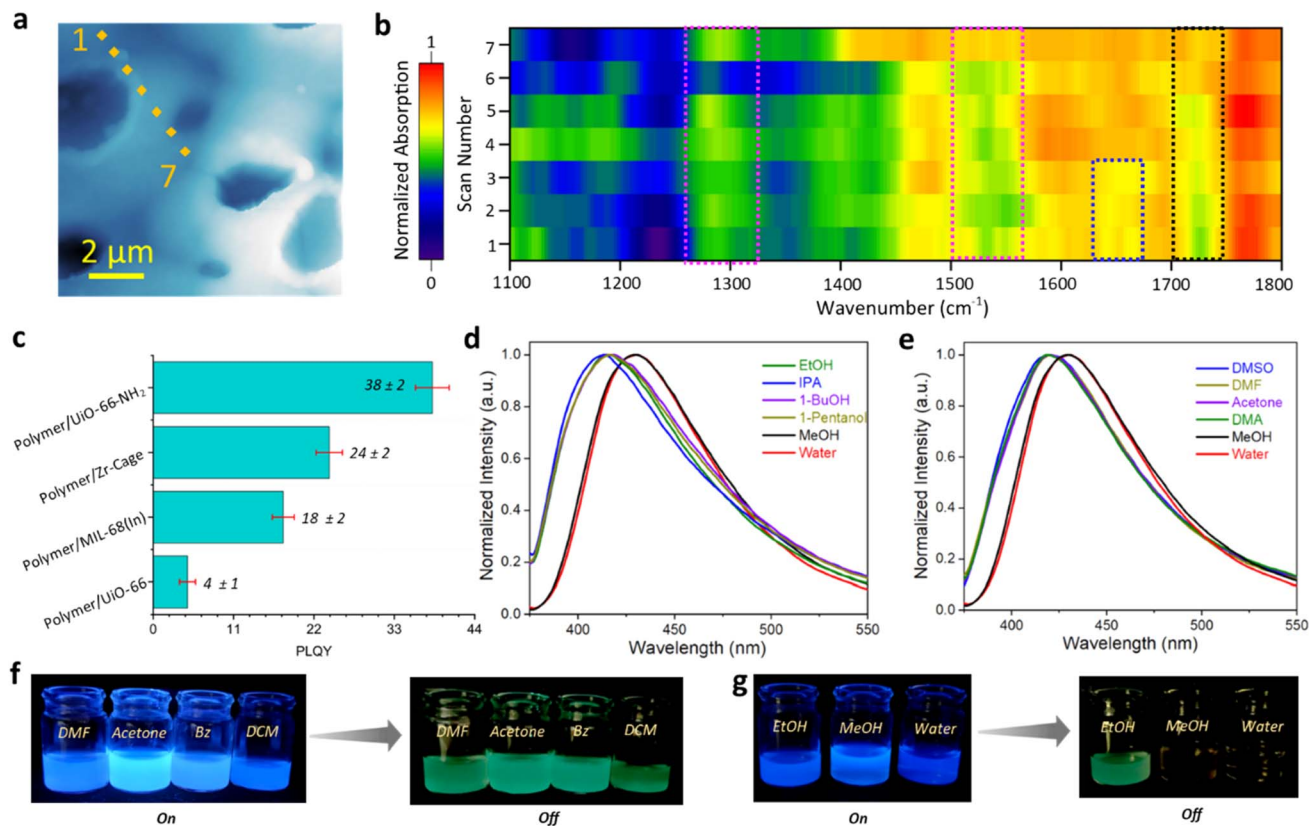 a
1
7
2 µm
b
1
Normalized Absorption
0
Scan Number
7
6
5
4
3
2
1
1100 1200 1300 1400 1500 1600 1700 1800
Wavenumber (cm⁻¹)
c
Polymer/UiO-66-NH₂
38 ± 2
Polymer/Zr-Cage
24 ± 2
Polymer/MIL-68(In)
18 ± 2
Polymer/UiO-66
4 ± 1
0 11 22 33 44
PLQY
d
Normalized Intensity (a.u.)
1.0
0.8
0.6
0.4
0.2
0.0
EtOH
IPA
1-BuOH
1-Pentanol
MeOH
Water
400 450 500 550
Wavelength (nm)
e
Normalized Intensity (a.u.)
1.0
0.8
0.6
0.4
0.2
0.0
DMSO
DMF
Acetone
DMA
MeOH
Water
400 450 500 550
Wavelength (nm)
f
DMF Acetone Bz DCM
On
DMF Acetone Bz DCM
Off
g
EtOH MeOH Water
On
EtOH MeOH Water
Off